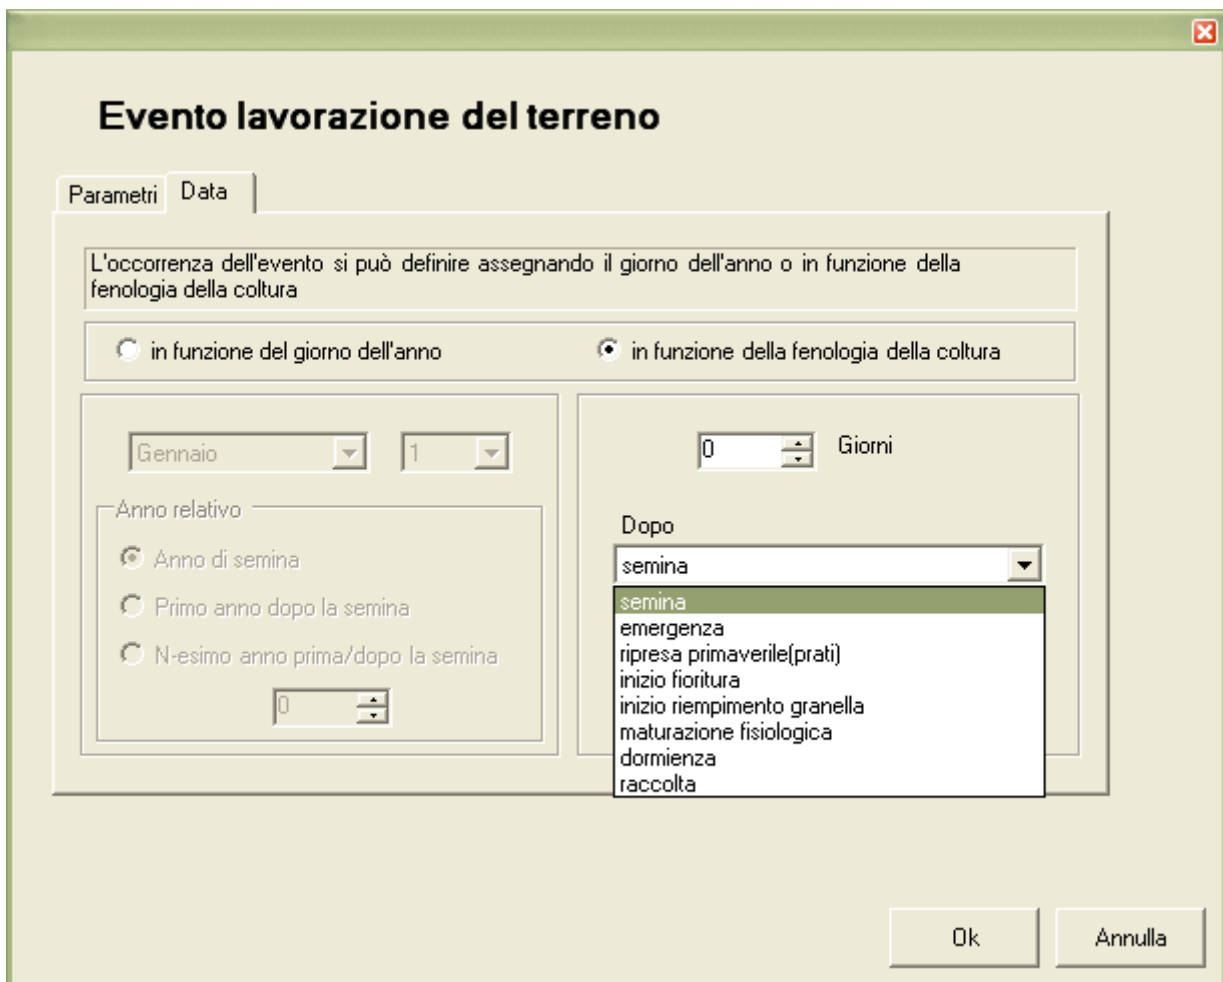 Evento lavorazione del terreno
Parametri Data
L'occorrenza dell'evento si può definire assegnando il giorno dell'anno o in funzione della
fenologia della coltura
in funzione del giorno dell'anno
in funzione della fenologia della coltura
Gennaio 1
Anno relativo
Anno di semina
Primo anno dopo la semina
N-esimo anno prima/dopo la semina
0
0 Giorni
Dopo
semina
semina
emergenza
ripresa primaverile(prati)
inizio fioritura
inizio riempimento granella
maturazione fisiologica
dormienza
raccolta
Ok Annulla